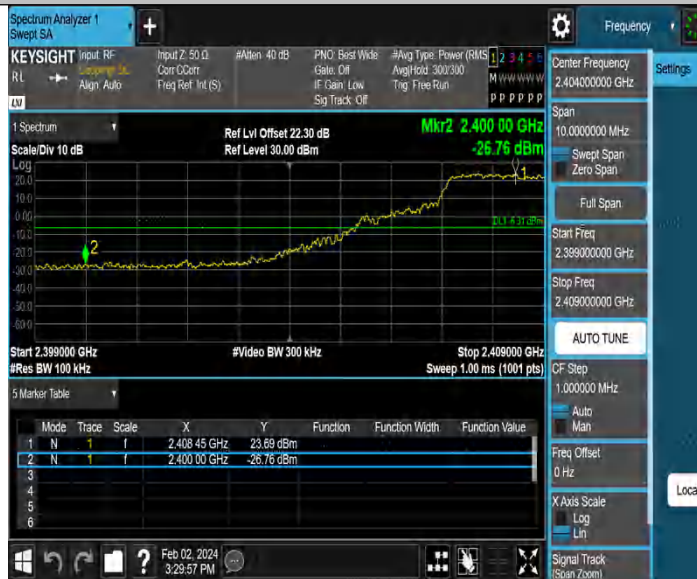 Spectrum Analyzer 1
Swept SA
+
Frequency
KEYSIGHT
RL
Input: RF
Align: Auto
Input Z: 50 Ω
Corr CCorr
Freq Ref: Int (S)
#Atten: 40 dB
PNO: Best Wide
Gate: Off
IF Gain: Low
Sig Track: Off
#Avg Type: Power (RMS
Avg|Hold: 300/300
Trig: Free Run
1 2 3 4 5 6
M W W W W W
P P P P P P
LXI
1 Spectrum
Scale/Div 10 dB
Ref Lvl Offset 22.30 dB
Ref Level 30.00 dBm
Mkr2 2.400 00 GHz
-26.76 dBm
Log
20.0
10.0
0.00
-10.0
-20.0
-30.0
-40.0
-50.0
-60.0
1
2
DL1 -6.31 dBm
Start 2.399000 GHz
#Video BW 300 kHz
Stop 2.409000 GHz
#Res BW 100 kHz
Sweep 1.00 ms (1001 pts)
5 Marker Table
Mode Trace Scale X Y Function Function Width Function Value
1 N 1 f 2.408 45 GHz 23.69 dBm
2 N 1 f 2.400 00 GHz -26.76 dBm
3
4
5
6
?
Feb 02, 2024
3:29:57 PM
Center Frequency
2.404000000 GHz
Settings
Span
10.0000000 MHz
Swept Span
Zero Span
Full Span
Start Freq
2.399000000 GHz
Stop Freq
2.409000000 GHz
AUTO TUNE
CF Step
1.000000 MHz
Auto
Man
Freq Offset
0 Hz
X Axis Scale
Log
Lin
Signal Track
(Span Zoom)